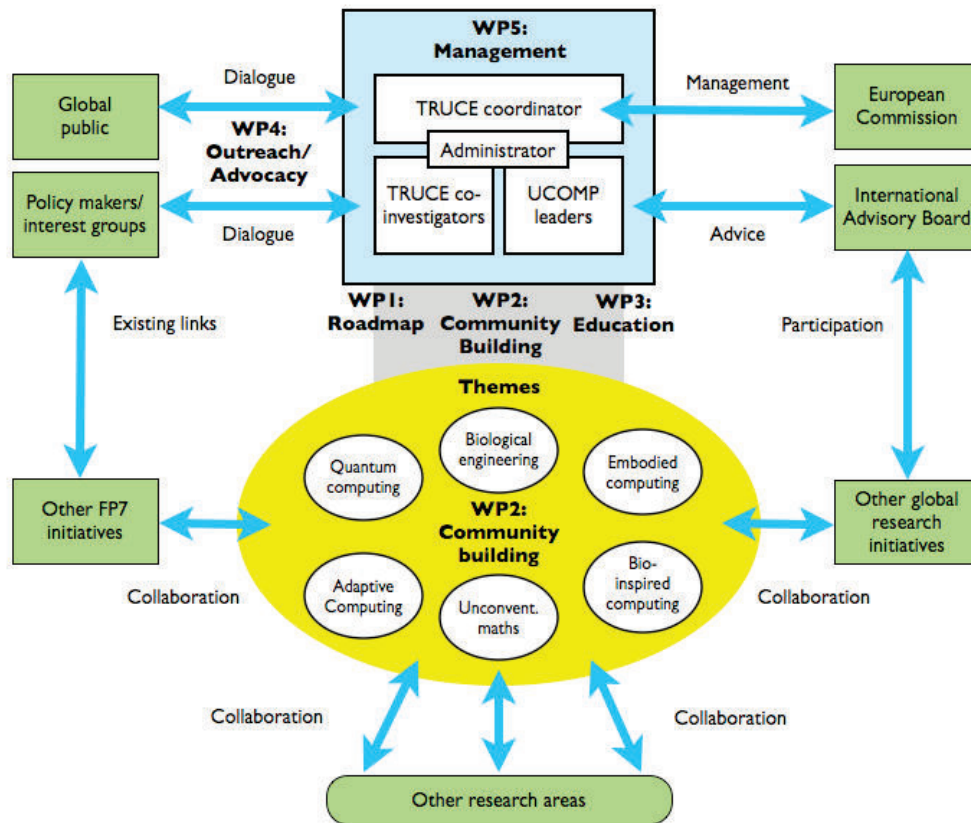 WP5:
Management
Dialogue
Management
Global
public
TRUCE coordinator
European
Commission
WP4:
Outreach/
Advocacy
Administrator
Policy makers/
interest groups
TRUCE co-
investigators
UCOMP
leaders
International
Advisory Board
Dialogue
Advice
WP1:
Roadmap
WP2:
Community
Building
WP3:
Education
Existing links
Participation
Themes
Quantum
computing
Biological
engineering
Embodied
computing
WP2:
Community
building
Other FP7
initiatives
Other global
research
initiatives
Adaptive
Computing
Unconvent.
maths
Bio-
inspired
computing
Collaboration
Collaboration
Collaboration
Collaboration
Other research areas